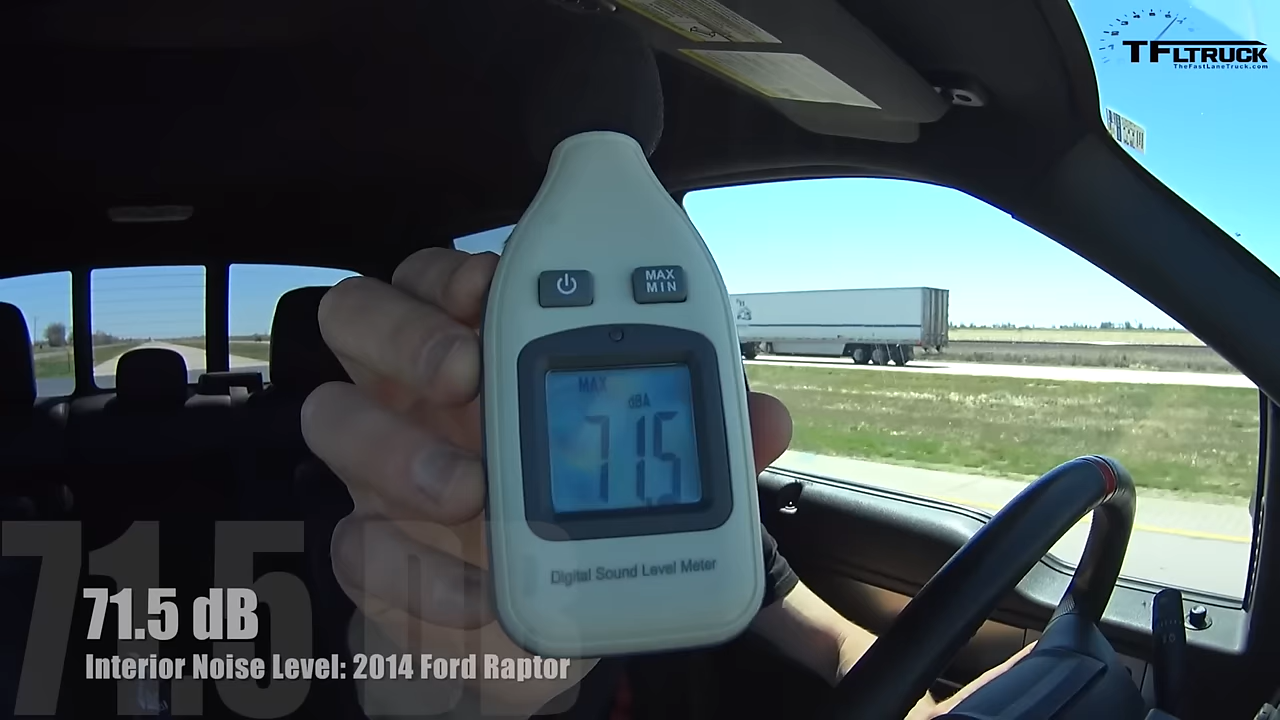 TFLTRUCK
TheFastLaneTruck.com
MAX
MIN
MAX
dBA
71.5
Digital Sound Level Meter
71.5 dB
71.5 dB
Interior Noise Level: 2014 Ford Raptor